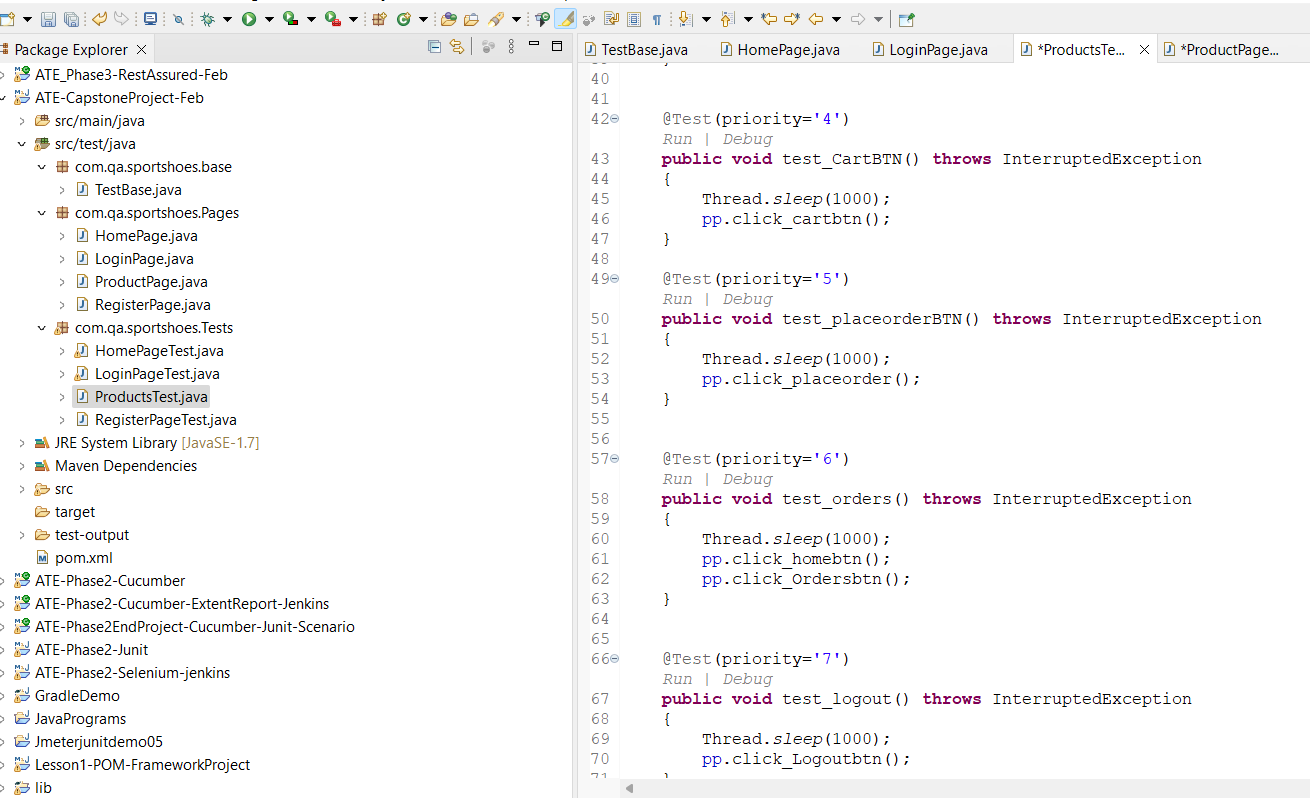 Package Explorer
ATE_Phase3-RestAssured-Feb
ATE-CapstoneProject-Feb
src/main/java
src/test/java
com.qa.sportshoes.base
TestBase.java
com.qa.sportshoes.Pages
HomePage.java
LoginPage.java
ProductPage.java
RegisterPage.java
com.qa.sportshoes.Tests
HomePageTest.java
LoginPageTest.java
ProductsTest.java
RegisterPageTest.java
JRE System Library [JavaSE-1.7]
Maven Dependencies
src
target
test-output
pom.xml
ATE-Phase2-Cucumber
ATE-Phase2-Cucumber-ExtentReport-Jenkins
ATE-Phase2EndProject-Cucumber-Junit-Scenario
ATE-Phase2-Junit
ATE-Phase2-Selenium-jenkins
GradleDemo
JavaPrograms
Jmeterjunitdemo05
Lesson1-POM-FrameworkProject
lib
TestBase.java HomePage.java LoginPage.java *ProductsTe... *ProductPage...
40
41
42 @Test(priority='4')
Run | Debug
43 public void test_CartBTN() throws InterruptedException
44 {
45 Thread.sleep(1000);
46 pp.click_cartbtn();
47 }
48
49 @Test(priority='5')
Run | Debug
50 public void test_placeorderBTN() throws InterruptedException
51 {
52 Thread.sleep(1000);
53 pp.click_placeorder();
54 }
55
56
57 @Test(priority='6')
Run | Debug
58 public void test_orders() throws InterruptedException
59 {
60 Thread.sleep(1000);
61 pp.click_homebtn();
62 pp.click_Ordersbtn();
63 }
64
65
66 @Test(priority='7')
Run | Debug
67 public void test_logout() throws InterruptedException
68 {
69 Thread.sleep(1000);
70 pp.click_Logoutbtn();